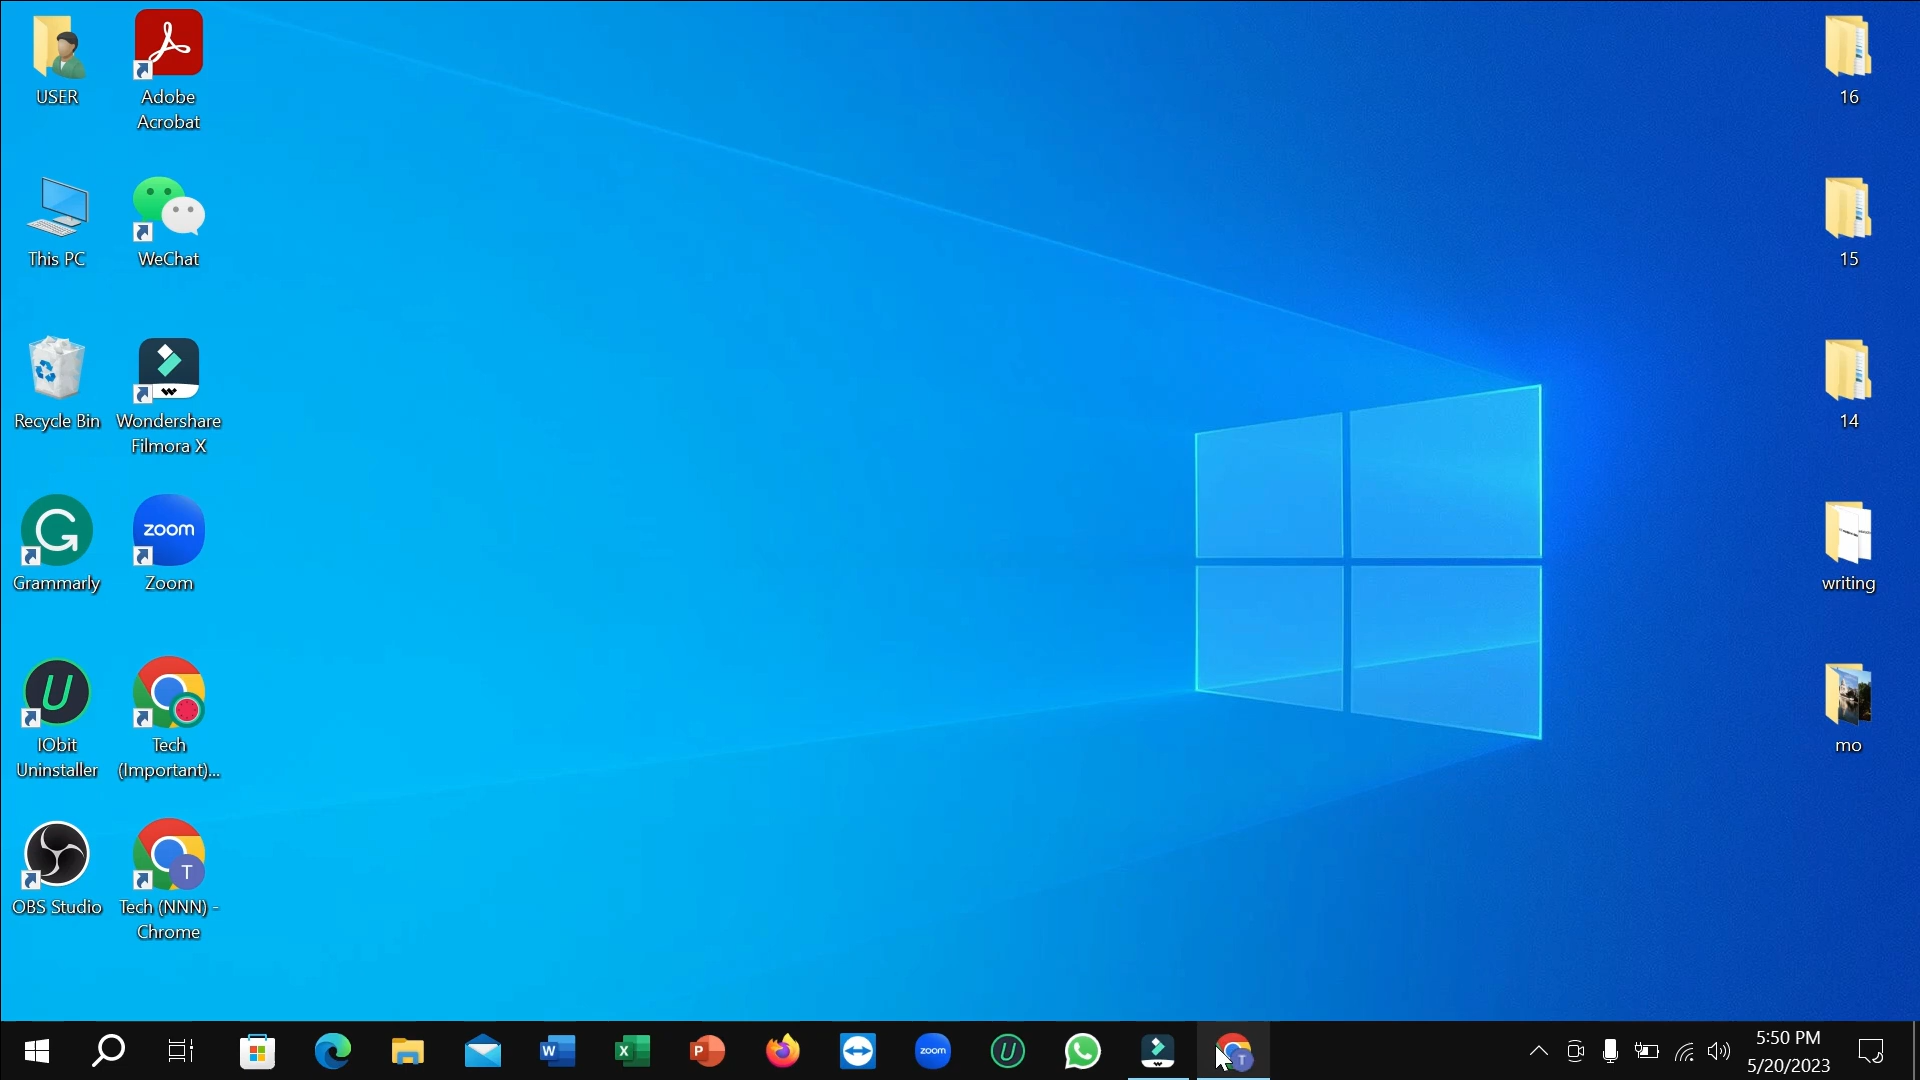 USER
Adobe
Acrobat
16
This PC
WeChat
15
Recycle Bin
Wondershare
Filmora X
14
zoom
Grammarly
Zoom
writing
IObit
Uninstaller
Tech
(Important)...
mo
T
OBS Studio
Tech (NNN) -
Chrome
W
X
P
zoom
U
T
5:50 PM
5/20/2023